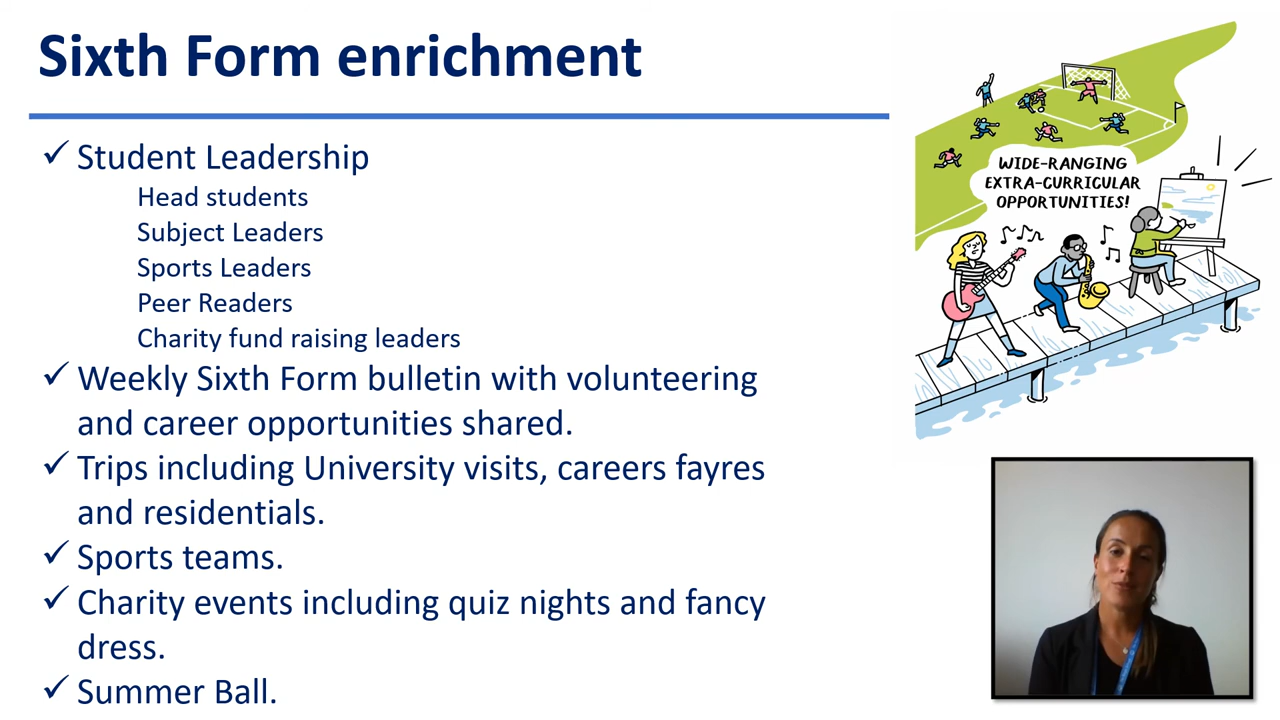 Sixth Form enrichment
✓ Student Leadership
Head students
Subject Leaders
Sports Leaders
Peer Readers
Charity fund raising leaders
✓ Weekly Sixth Form bulletin with volunteering
and career opportunities shared.
✓ Trips including University visits, careers fayres
and residentials.
✓ Sports teams.
✓ Charity events including quiz nights and fancy
dress.
✓ Summer Ball.
WIDE-RANGING
EXTRA-CURRICULAR
OPPORTUNITIES!